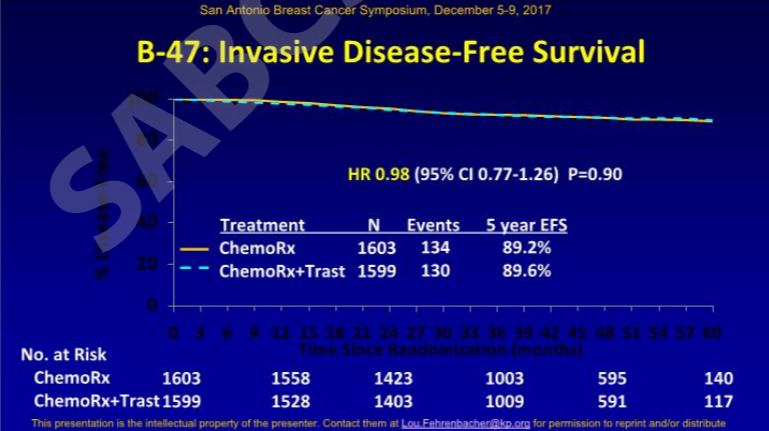 San Antonio Breast Cancer Symposium, December 5-9, 2017
B-47: Invasive Disease-Free Survival
SABC
% Disease-Free
100
80
60
40
20
0
HR 0.98 (95% CI 0.77-1.26) P=0.90
Treatment N Events 5 year EFS
ChemoRx 1603 134 89.2%
ChemoRx+Trast 1599 130 89.6%
0 3 6 9 12 15 18 21 24 27 30 33 36 39 42 45 48 51 54 57 60
Time Since Randomization (months)
No. at Risk
ChemoRx 1603 1558 1423 1003 595 140
ChemoRx+Trast 1599 1528 1403 1009 591 117
This presentation is the intellectual property of the presenter. Contact them at Lou.Fehrenbacher@kp.org for permission to reprint and/or distribute